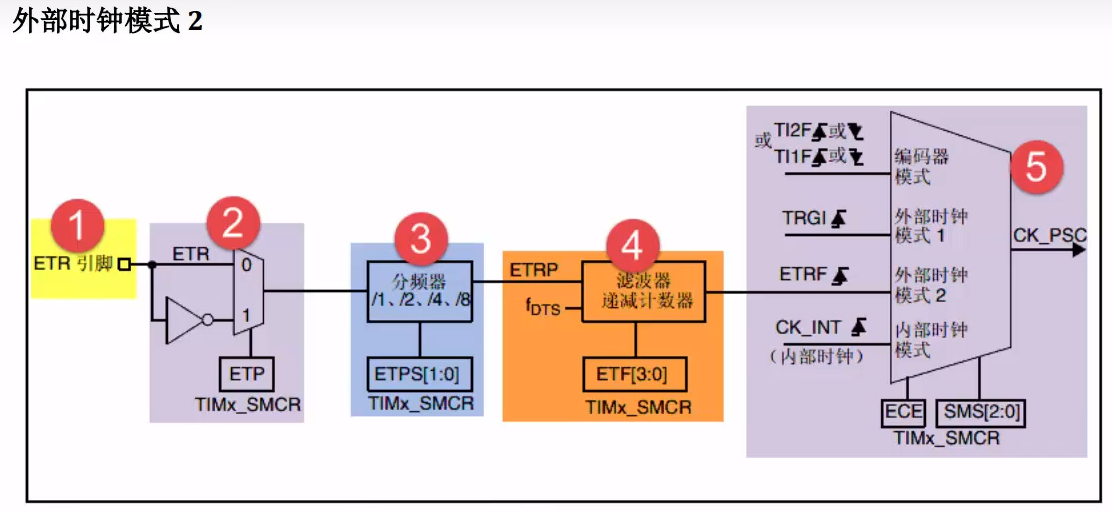 外部时钟模式 2
1
ETR 引脚
2
ETR
0
1
ETP
TIMx_SMCR
3
分频器
/1、/2、/4、/8
ETPS[1:0]
TIMx_SMCR
4
ETRP
滤波器
递减计数器
fDTS
ETF[3:0]
TIMx_SMCR
5
或
TI2F 或
TI1F 或
编码器
模式
TRGI
外部时钟
模式 1
CK_PSC
ETRF
外部时钟
模式 2
CK_INT
(内部时钟)
内部时钟
模式
ECE
SMS[2:0]
TIMx_SMCR